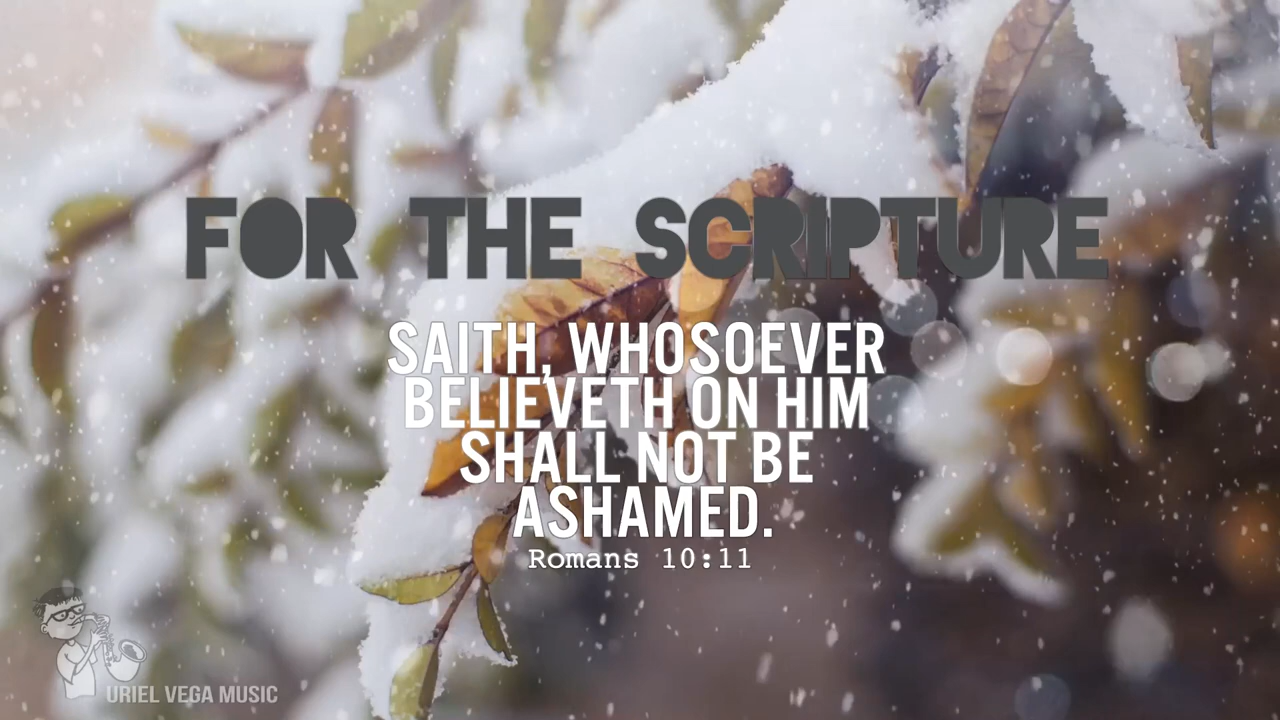 FOR THE SCRIPTURE
SAITH, WHOSOEVER
BELIEVETH ON HIM
SHALL NOT BE
ASHAMED.
Romans 10:11
URIEL VEGA MUSIC